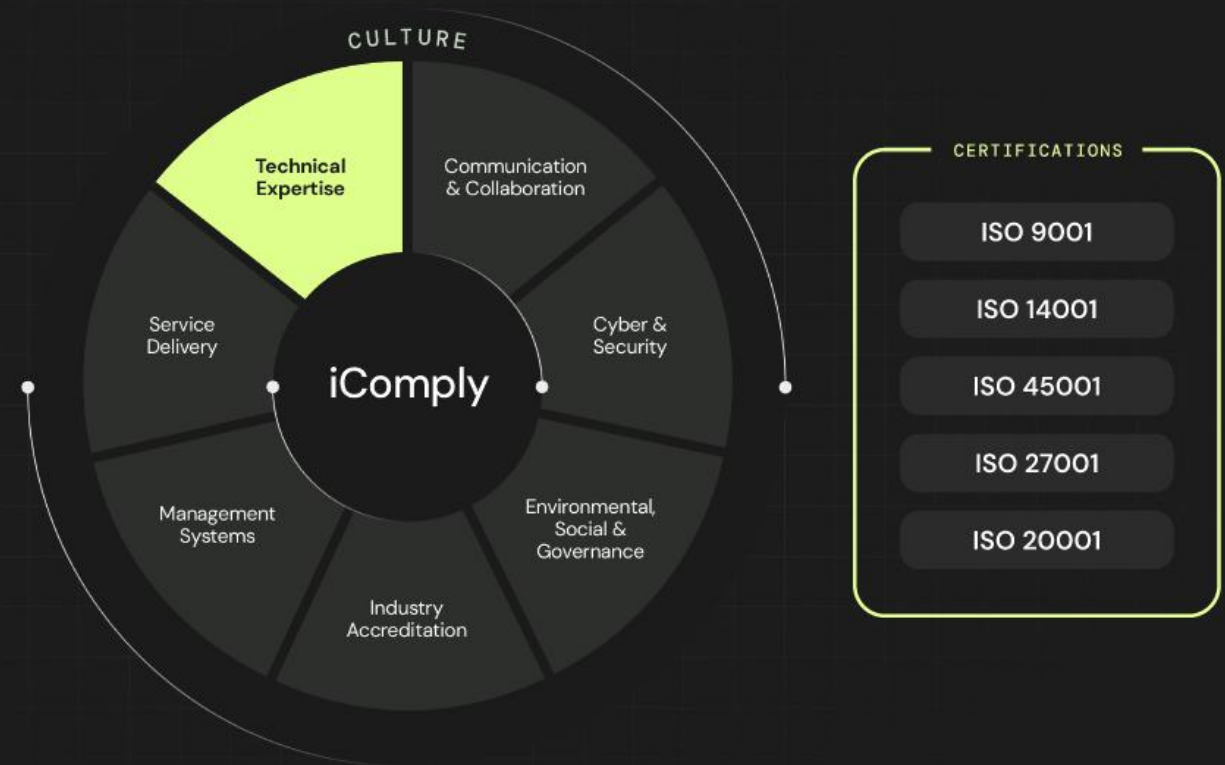 CULTURE
Technical
Expertise
Communication
& Collaboration
Service
Delivery
Cyber &
Security
iComply
Management
Systems
Environmental,
Social &
Governance
Industry
Accreditation
CERTIFICATIONS
ISO 9001
ISO 14001
ISO 45001
ISO 27001
ISO 20001